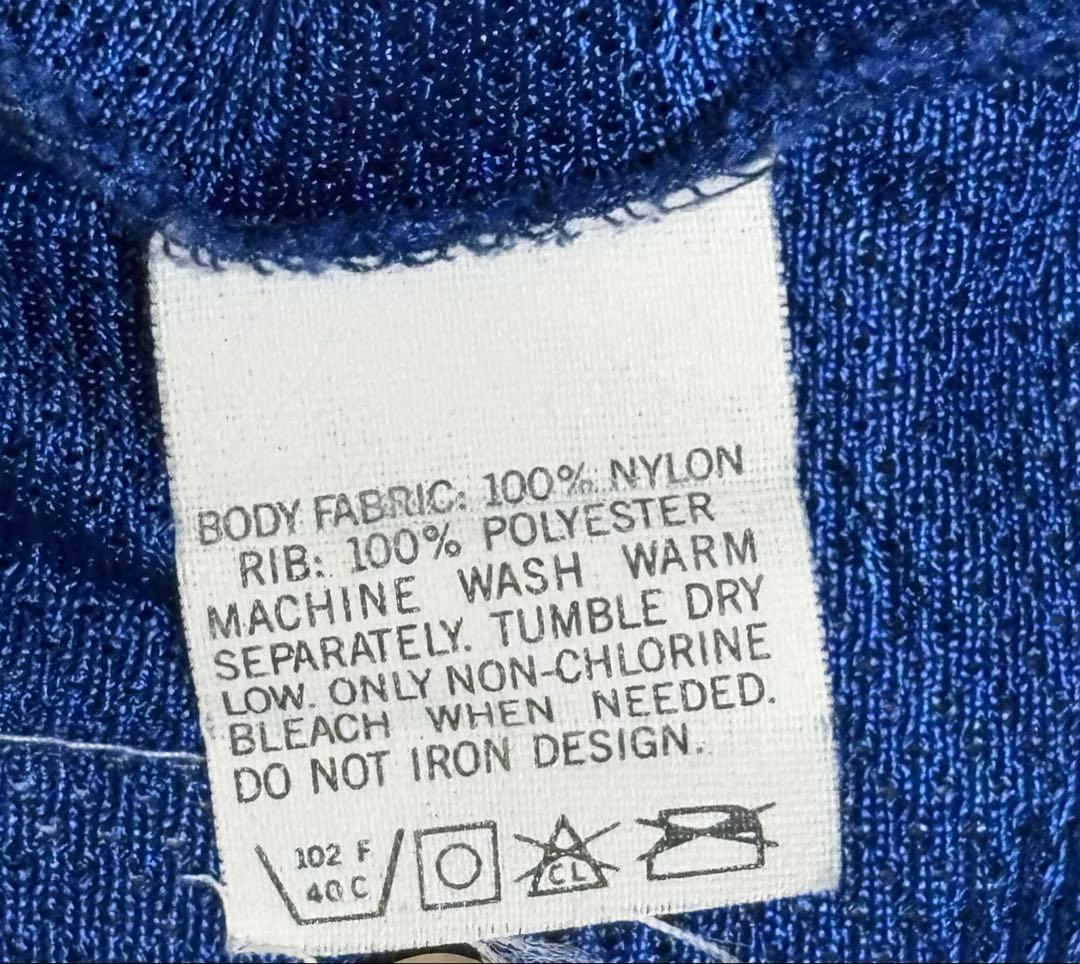 BODY FABRIC: 100% NYLON
RIB: 100% POLYESTER
MACHINE WASH WARM
SEPARATELY. TUMBLE DRY
LOW. ONLY NON-CHLORINE
BLEACH WHEN NEEDED.
DO NOT IRON DESIGN.
102 F
40 C
CL